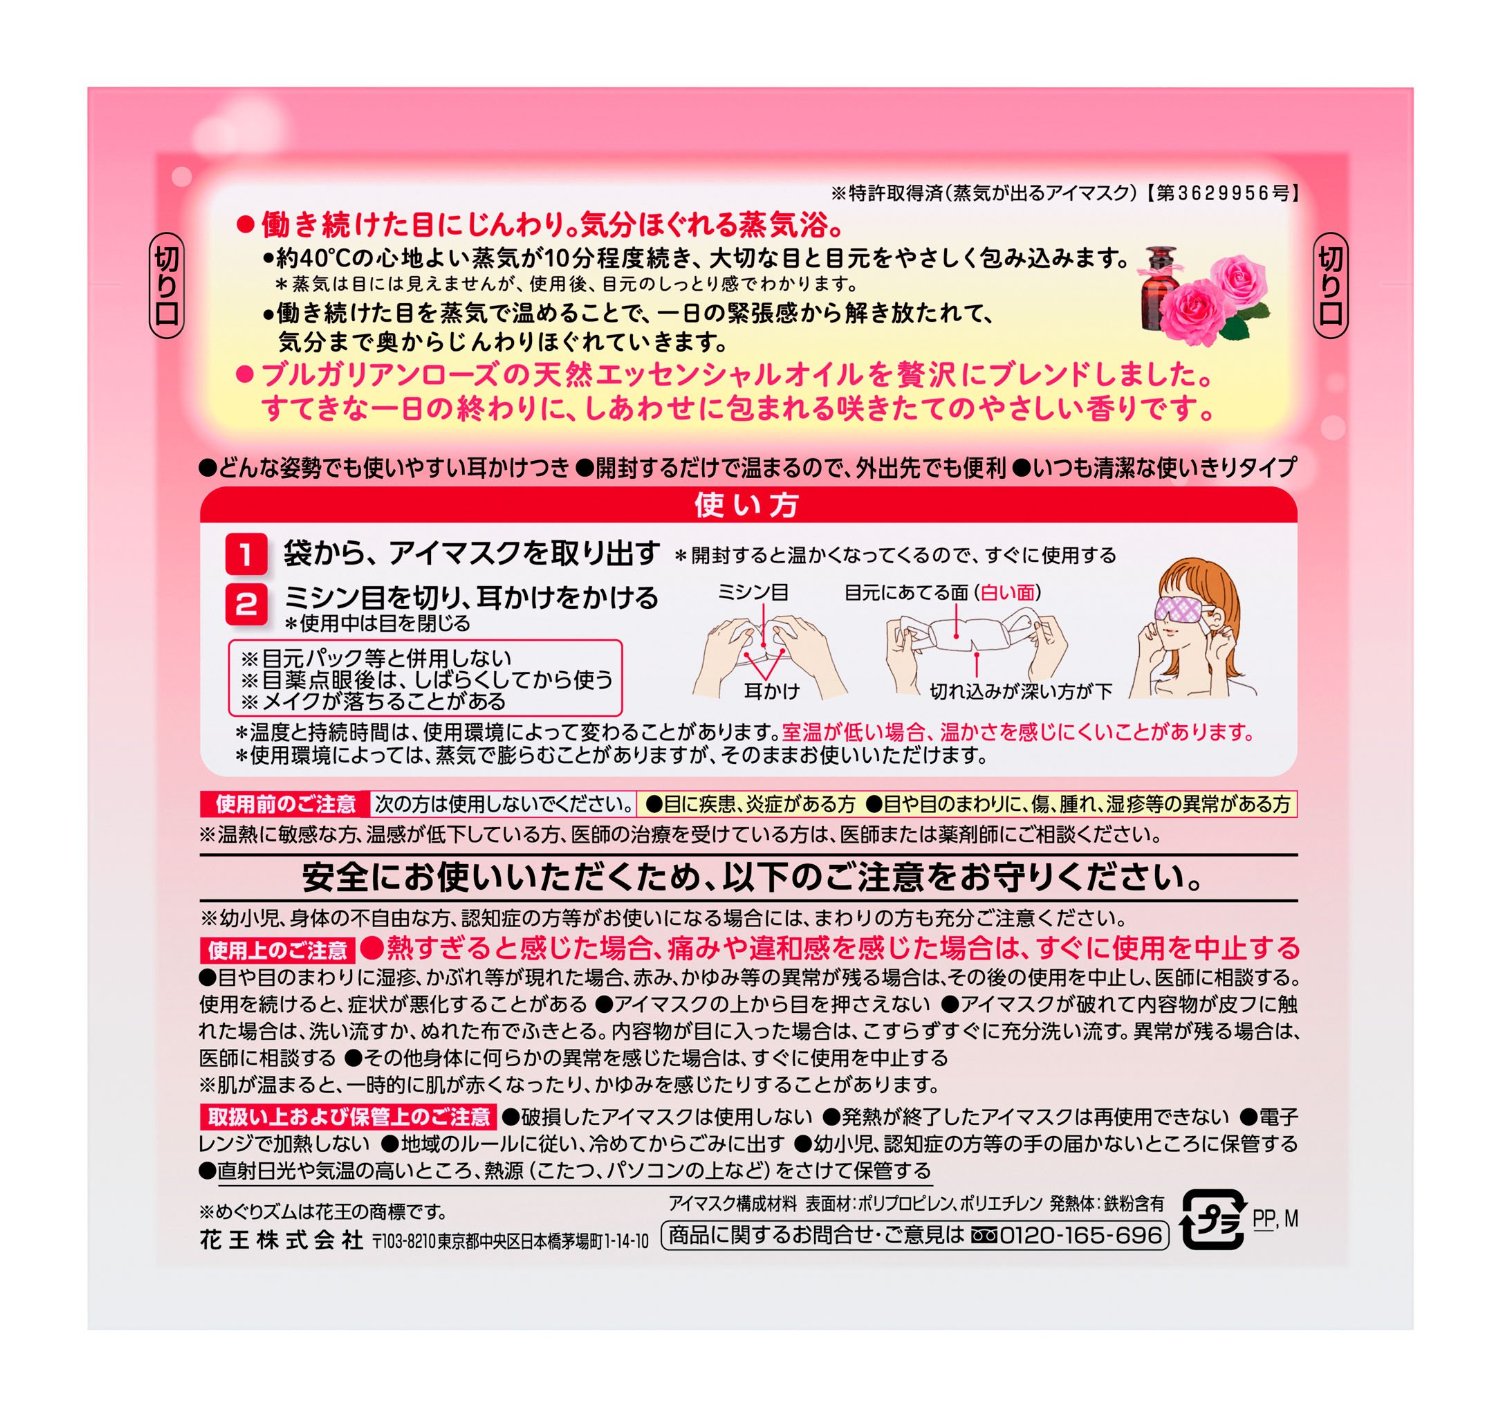 ※特許取得済(蒸気が出るアイマスク)【第3629956号】
●働き続けた目にじんわり。気分ほぐれる蒸気浴。
●約40℃の心地よい蒸気が10分程度続き、大切な目と目元をやさしく包み込みます。
＊蒸気は目には見えませんが、使用後、目元のしっとり感でわかります。
●働き続けた目を蒸気で温めることで、一日の緊張感から解き放たれて、
気分まで奥からじんわりほぐれていきます。
●ブルガリアンローズの天然エッセンシャルオイルを贅沢にブレンドしました。
すてきな一日の終わりに、しあわせに包まれる咲きたてのやさしい香りです。
切り口
切り口
●どんな姿勢でも使いやすい耳かけつき ●開封するだけで温まるので、外出先でも便利 ●いつも清潔な使いきりタイプ
使い方
1 袋から、アイマスクを取り出す ＊開封すると温かくなってくるので、すぐに使用する
2 ミシン目を切り、耳かけをかける
＊使用中は目を閉じる
※目元パック等と併用しない
※目薬点眼後は、しばらくしてから使う
※メイクが落ちることがある
ミシン目
耳かけ
目元にあてる面(白い面)
切れ込みが深い方が下
＊温度と持続時間は、使用環境によって変わることがあります。室温が低い場合、温かさを感じにくいことがあります。
＊使用環境によっては、蒸気で膨らむことがありますが、そのままお使いいただけます。
使用前のご注意 次の方は使用しないでください。 ●目に疾患、炎症がある方 ●目や目のまわりに、傷、腫れ、湿疹等の異常がある方
※温熱に敏感な方、温感が低下している方、医師の治療を受けている方は、医師または薬剤師にご相談ください。
安全にお使いいただくため、以下のご注意をお守りください。
※幼小児、身体の不自由な方、認知症の方等がお使いになる場合には、まわりの方も充分ご注意ください。
使用上のご注意 ●熱すぎると感じた場合、痛みや違和感を感じた場合は、すぐに使用を中止する
●目や目のまわりに湿疹、かぶれ等が現れた場合、赤み、かゆみ等の異常が残る場合は、その後の使用を中止し、医師に相談する。
使用を続けると、症状が悪化することがある ●アイマスクの上から目を押さえない ●アイマスクが破れて内容物が皮フに触
れた場合は、洗い流すか、ぬれた布でふきとる。内容物が目に入った場合は、こすらずすぐに充分洗い流す。異常が残る場合は、
医師に相談する ●その他身体に何らかの異常を感じた場合は、すぐに使用を中止する
※肌が温まると、一時的に肌が赤くなったり、かゆみを感じたりすることがあります。
取扱い上および保管上のご注意 ●破損したアイマスクは使用しない ●発熱が終了したアイマスクは再使用できない ●電子
レンジで加熱しない ●地域のルールに従い、冷めてからごみに出す ●幼小児、認知症の方等の手の届かないところに保管する
●直射日光や気温の高いところ、熱源(こたつ、パソコンの上など)をさけて保管する
※めぐりズムは花王の商標です。
花王株式会社 〒103-8210東京都中央区日本橋茅場町1-14-10
アイマスク構成材料 表面材:ポリプロピレン、ポリエチレン 発熱体:鉄粉含有
商品に関するお問合せ・ご意見は 0120-165-696
プラ PP, M